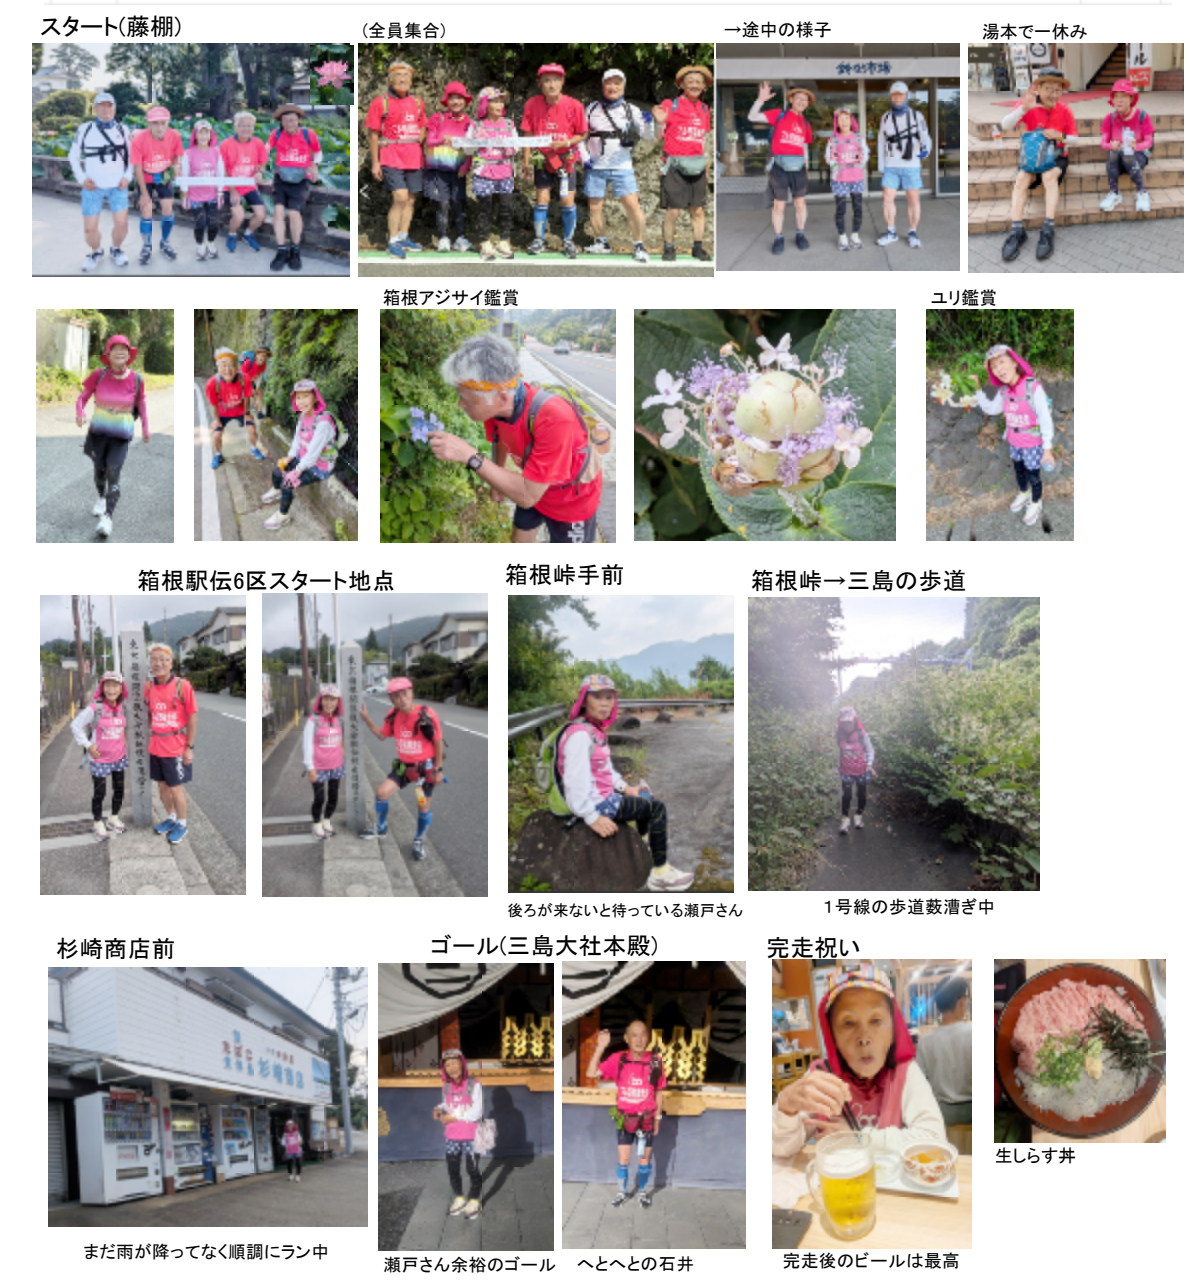 スタート(藤棚)
(全員集合)
→途中の様子
湯本で一休み
鈴廣市場
箱根アジサイ鑑賞
ユリ鑑賞
箱根駅伝6区スタート地点
箱根峠手前
箱根峠→三島の歩道
後ろが来ないと待っている瀬戸さん
1号線の歩道薮漕ぎ中
杉崎商店前
ゴール(三島大社本殿)
完走祝い
たばこ
杉崎商店
生しらす丼
まだ雨が降ってなく順調にラン中
瀬戸さん余裕のゴール
へとへとの石井
完走後のビールは最高